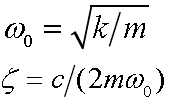 ω₀ = √k/m
ζ = c/(2mω₀)